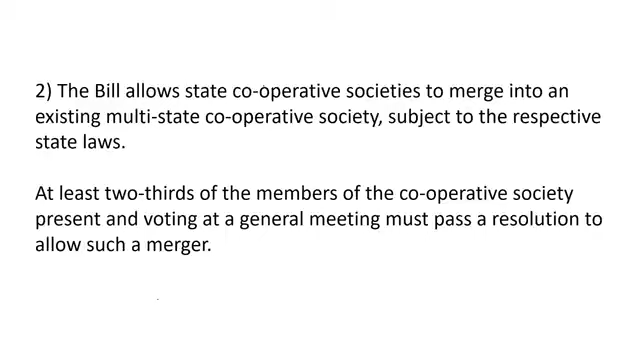 2) The Bill allows state co-operative societies to merge into an
existing multi-state co-operative society, subject to the respective
state laws.
At least two-thirds of the members of the co-operative society
present and voting at a general meeting must pass a resolution to
allow such a merger.